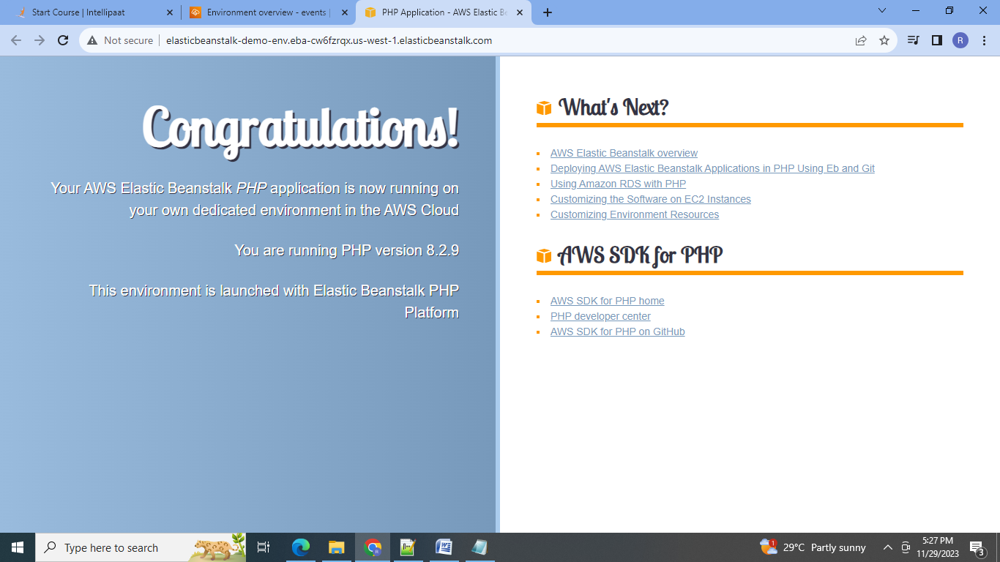 Start Course | Intellipaat
Environment overview - events |
PHP Application - AWS Elastic Be
Not secure
elasticbeanstalk-demo-env.eba-cw6fzrqx.us-west-1.elasticbeanstalk.com
R
Congratulations!
Your AWS Elastic Beanstalk PHP application is now running on
your own dedicated environment in the AWS Cloud
You are running PHP version 8.2.9
This environment is launched with Elastic Beanstalk PHP
Platform
What's Next?
AWS Elastic Beanstalk overview
Deploying AWS Elastic Beanstalk Applications in PHP Using Eb and Git
Using Amazon RDS with PHP
Customizing the Software on EC2 Instances
Customizing Environment Resources
AWS SDK for PHP
AWS SDK for PHP home
PHP developer center
AWS SDK for PHP on GitHub
Type here to search
1
29°C Partly sunny
5:27 PM
11/29/2023
3